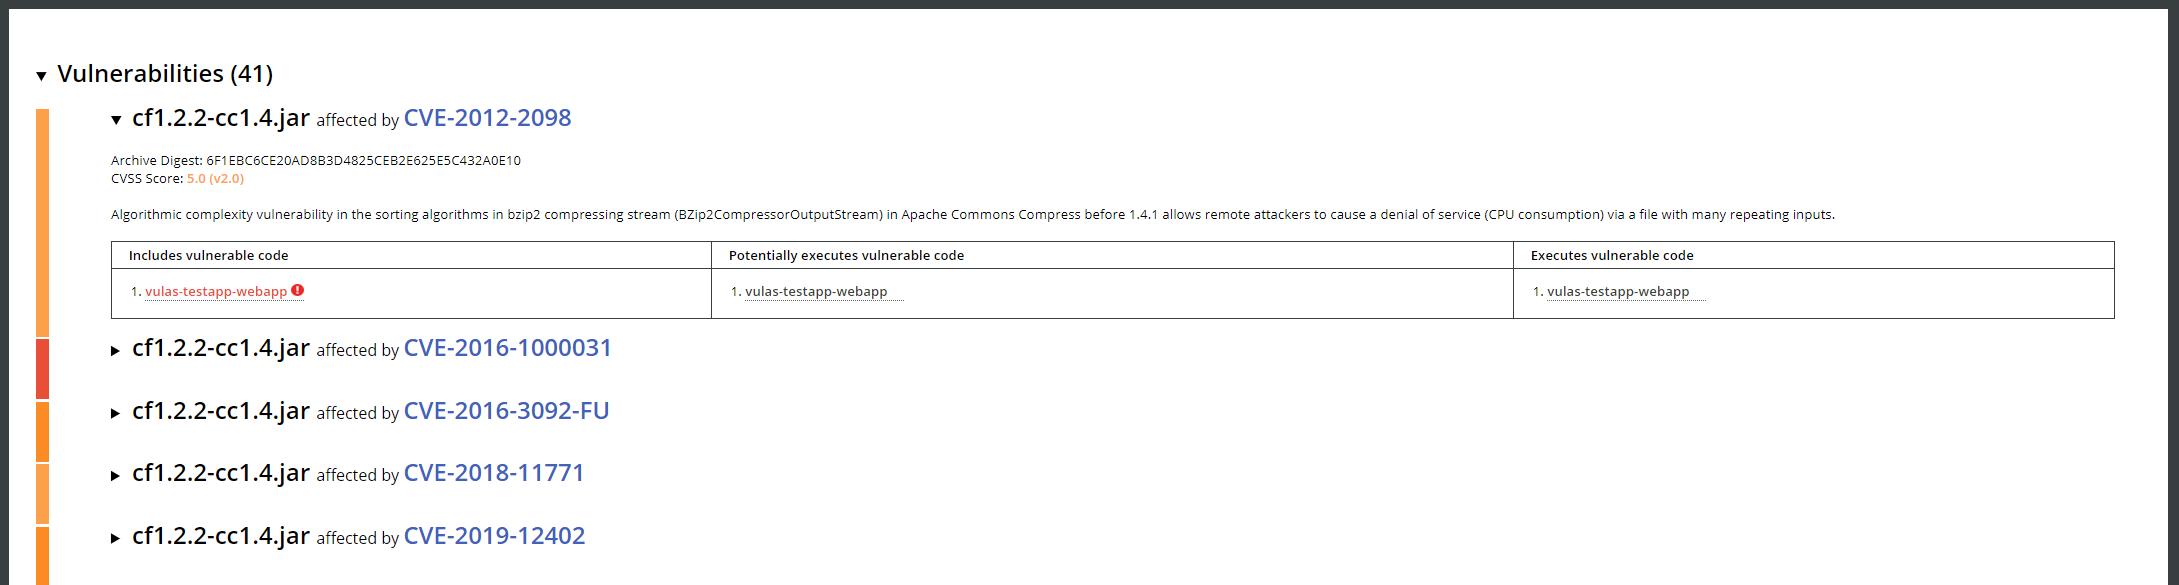 Vulnerabilities (41)
cf1.2.2-cc1.4.jar affected by CVE-2012-2098
Archive Digest: 6F1EBC6CE20AD8B3D4825CEB2E625E5C432A0E10
CVSS Score: 5.0 (v2.0)
Algorithmic complexity vulnerability in the sorting algorithms in bzip2 compressing stream (BZip2CompressorOutputStream) in Apache Commons Compress before 1.4.1 allows remote attackers to cause a denial of service (CPU consumption) via a file with many repeating inputs.
Includes vulnerable code Potentially executes vulnerable code Executes vulnerable code
1. vulas-testapp-webapp 1. vulas-testapp-webapp 1. vulas-testapp-webapp
cf1.2.2-cc1.4.jar affected by CVE-2016-1000031
cf1.2.2-cc1.4.jar affected by CVE-2016-3092-FU
cf1.2.2-cc1.4.jar affected by CVE-2018-11771
cf1.2.2-cc1.4.jar affected by CVE-2019-12402